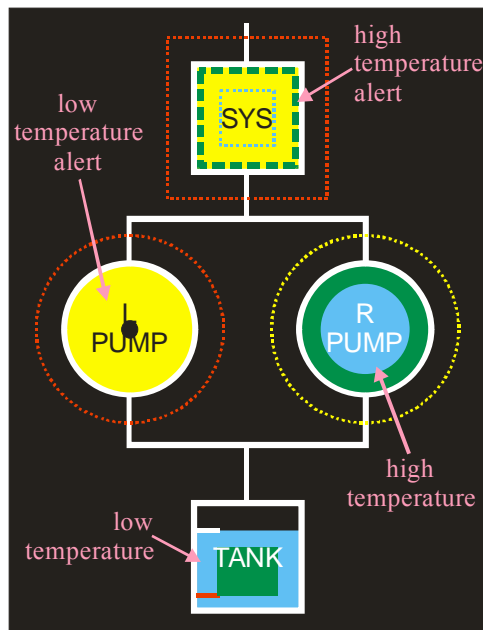 high
temperature
alert
low
temperature
alert
SYS
L
PUMP
R
PUMP
high
temperature
low
temperature
TANK